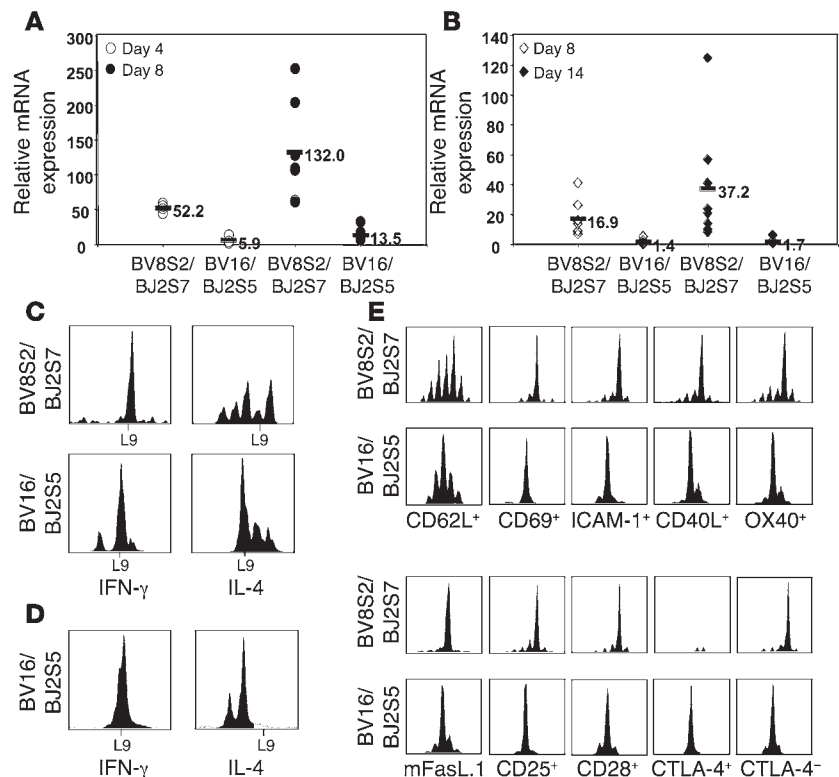 A
Relative mRNA
expression
300
250
200
150
100
50
0
Day 4
Day 8
52.2
5.9
132.0
13.5
BV8S2/
BJ2S7
BV16/
BJ2S5
BV8S2/
BJ2S7
BV16/
BJ2S5
B
Relative mRNA
expression
140
120
100
80
60
40
20
0
Day 8
Day 14
16.9
1.4
37.2
1.7
BV8S2/
BJ2S7
BV16/
BJ2S5
BV8S2/
BJ2S7
BV16/
BJ2S5
C
BV8S2/
BJ2S7
L9
L9
BV16/
BJ2S5
L9
L9
IFN-γ
IL-4
D
BV16/
BJ2S5
L9
L9
IFN-γ
IL-4
E
BV8S2/
BJ2S7
BV16/
BJ2S5
CD62L⁺
CD69⁺
ICAM-1⁺
CD40L⁺
OX40⁺
BV8S2/
BJ2S7
BV16/
BJ2S5
mFasL.1
CD25⁺
CD28⁺
CTLA-4⁺
CTLA-4⁻